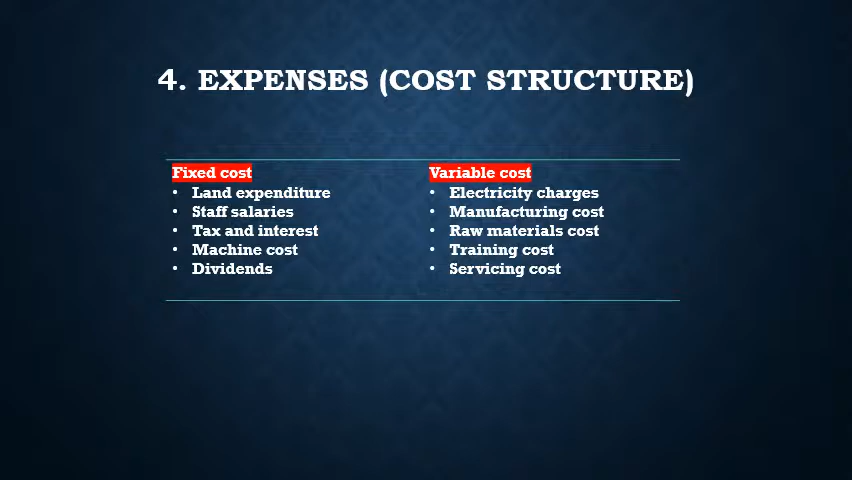 4. EXPENSES (COST STRUCTURE)
Fixed cost
• Land expenditure
• Staff salaries
• Tax and interest
• Machine cost
• Dividends
Variable cost
• Electricity charges
• Manufacturing cost
• Raw materials cost
• Training cost
• Servicing cost